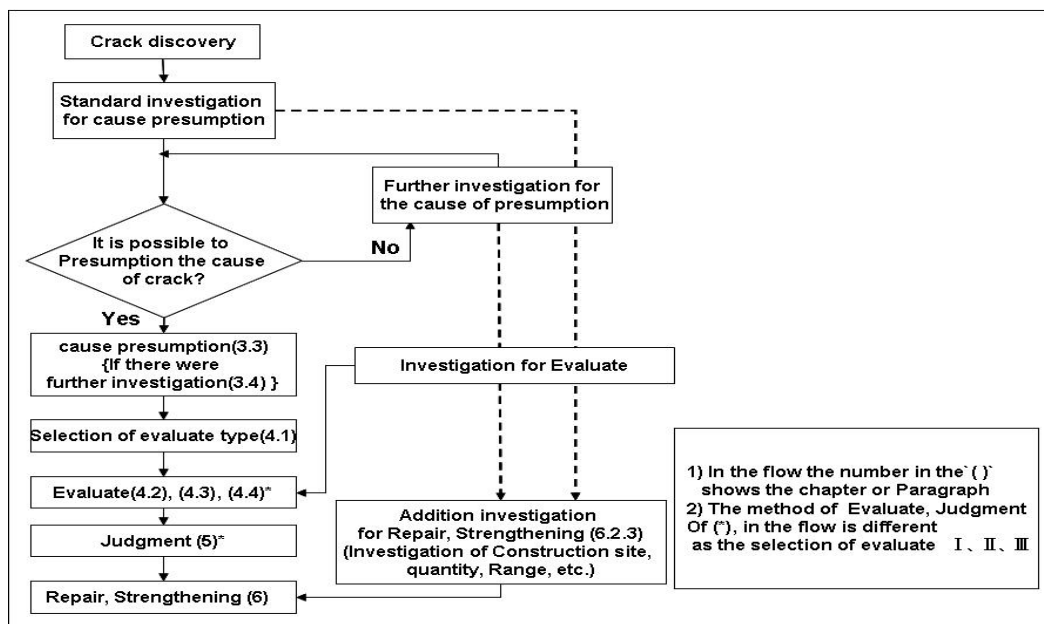 Crack discovery
Standard investigation
for cause presumption
Further investigation for
the cause of presumption
It is possible to
Presumption the cause
of crack?
No
Yes
cause presumption(3.3)
{If there were
further investigation(3.4) }
Investigation for Evaluate
Selection of evaluate type(4.1)
Evaluate(4.2), (4.3), (4.4)*
Judgment (5)*
Addition investigation
for Repair, Strengthening (6.2.3)
(Investigation of Construction site,
quantity, Range, etc.)
Repair, Strengthening (6)
1) In the flow the number in the`( )`
shows the chapter or Paragraph
2) The method of Evaluate, Judgment
Of (*), in the flow is different
as the selection of evaluate Ⅰ、Ⅱ、Ⅲ